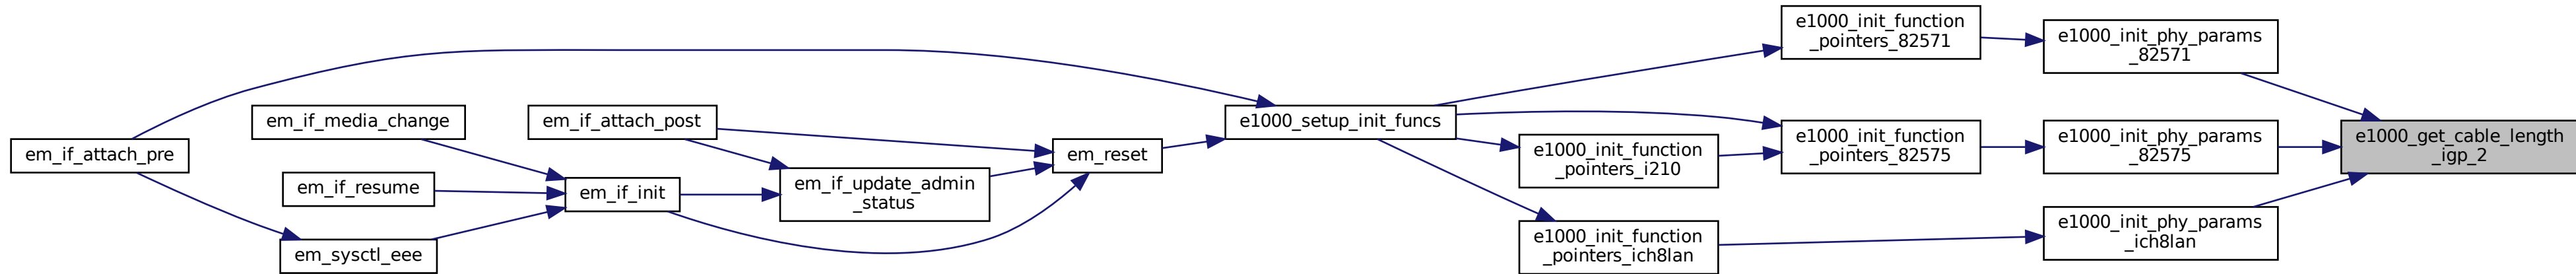 em_if_attach_pre
em_if_media_change
em_if_resume
em_sysctl_eee
em_if_attach_post
em_if_init
em_if_update_admin
_status
em_reset
e1000_setup_init_funcs
e1000_init_function
_pointers_i210
e1000_init_function
_pointers_ich8lan
e1000_init_function
_pointers_82571
e1000_init_function
_pointers_82575
e1000_init_phy_params
_82571
e1000_init_phy_params
_82575
e1000_init_phy_params
_ich8lan
e1000_get_cable_length
_igp_2